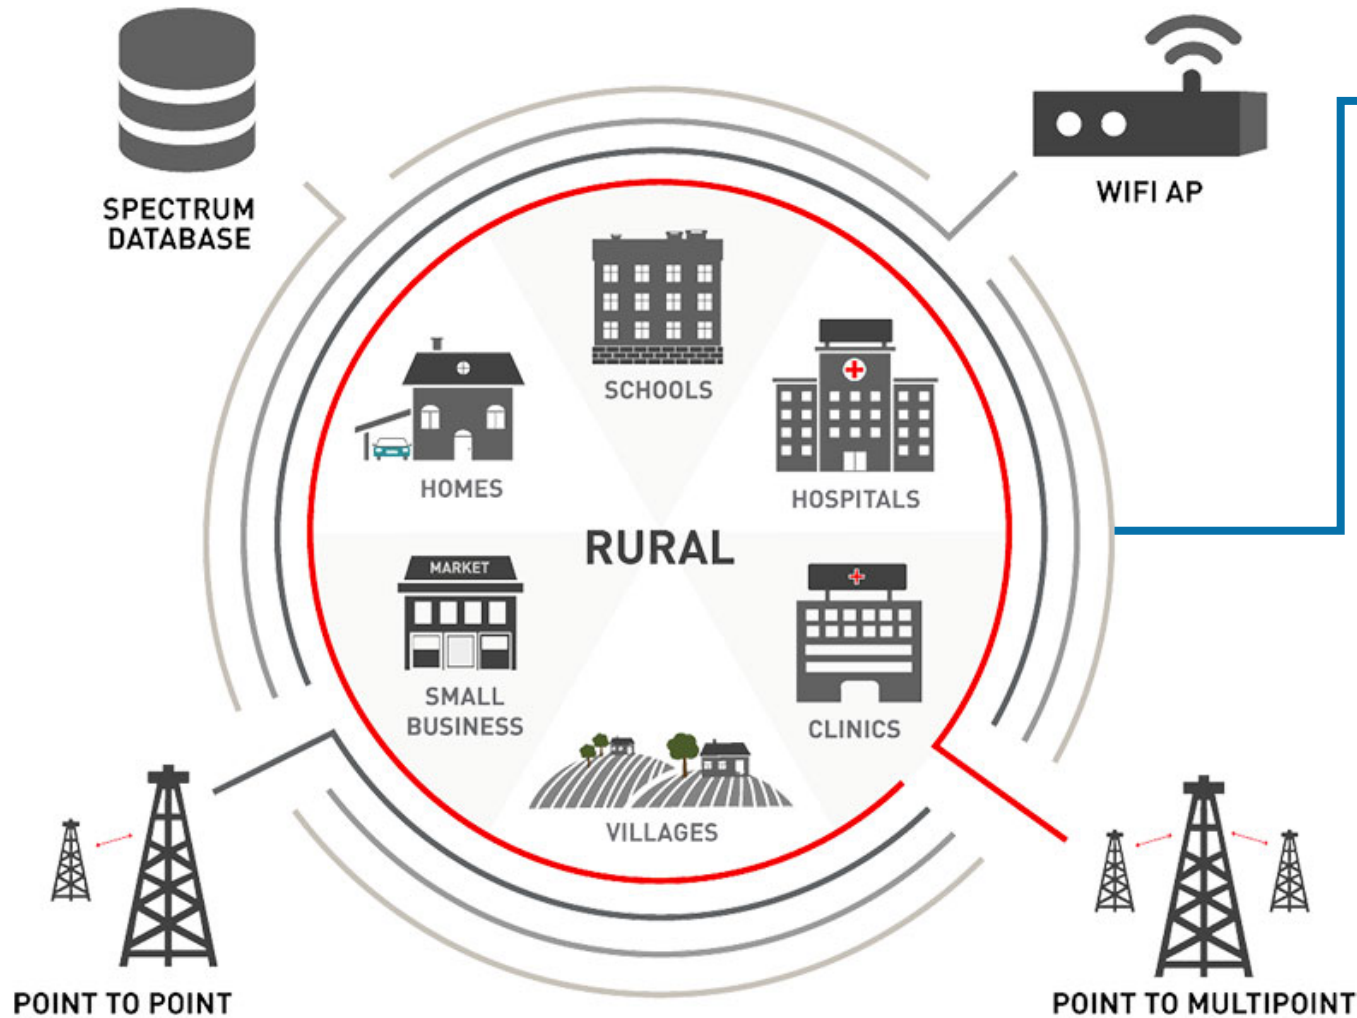 SPECTRUM
DATABASE
WIFI AP
SCHOOLS
HOMES
HOSPITALS
RURAL
MARKET
SMALL
BUSINESS
CLINICS
VILLAGES
POINT TO POINT
POINT TO MULTIPOINT